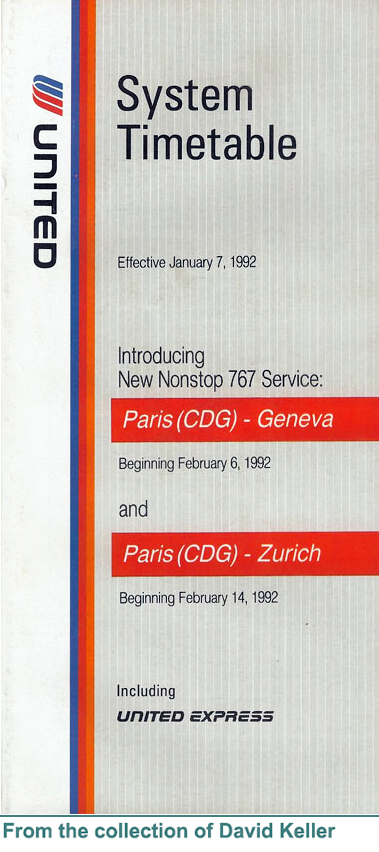 UNITED
System
Timetable
Effective January 7, 1992
Introducing
New Nonstop 767 Service:
Paris (CDG) - Geneva
Beginning February 6, 1992
and
Paris (CDG) - Zurich
Beginning February 14, 1992
Including
UNITED EXPRESS
From the collection of David Keller